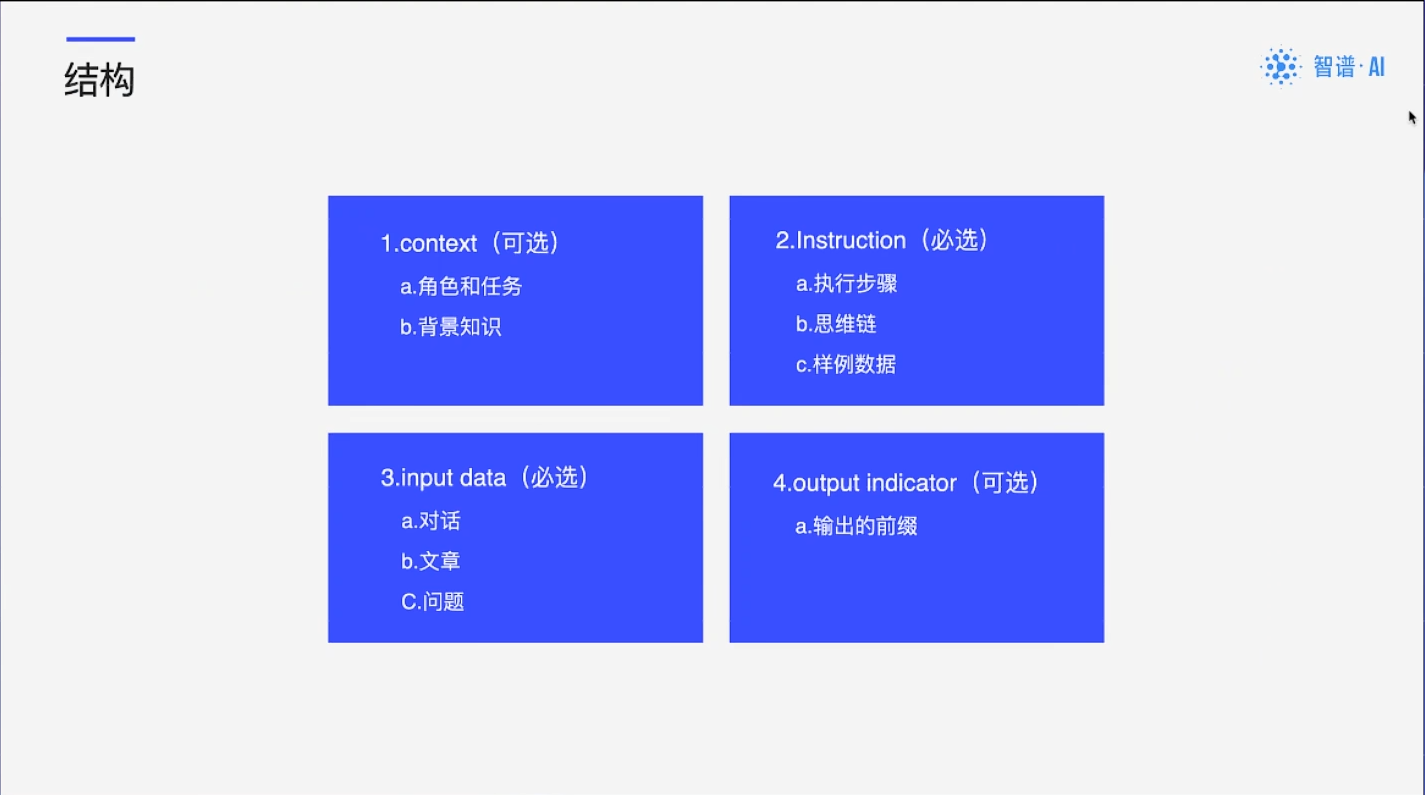 结构
智谱·AI
1.context（可选）
a.角色和任务
b.背景知识
2.Instruction（必选）
a.执行步骤
b.思维链
c.样例数据
3.input data（必选）
a.对话
b.文章
C.问题
4.output indicator（可选）
a.输出的前缀